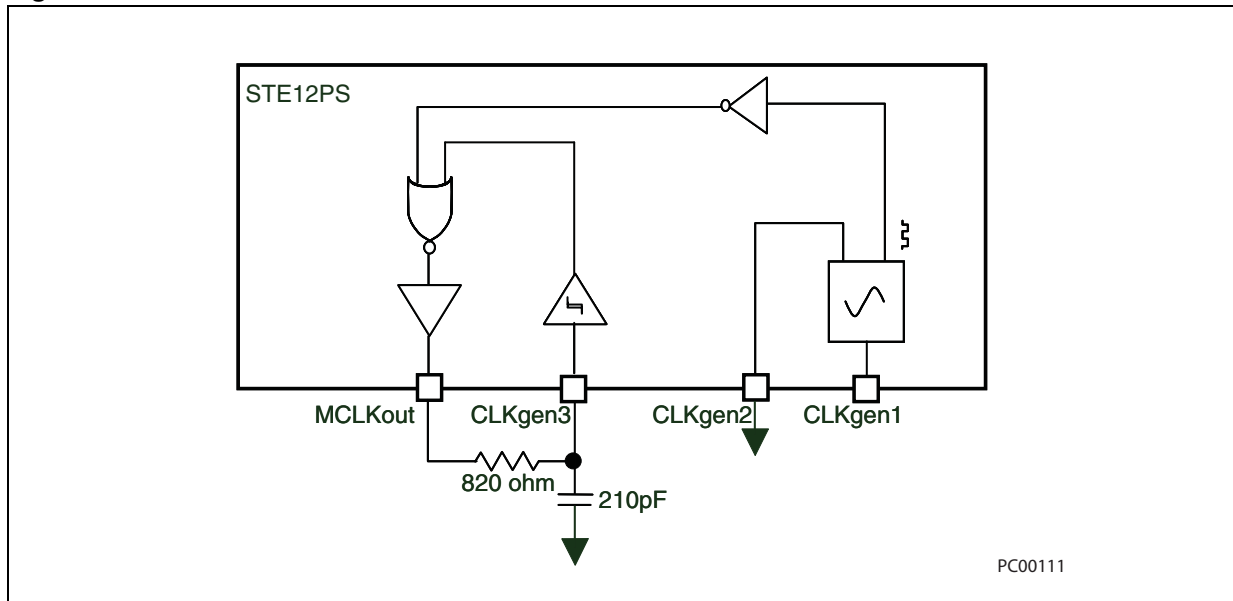 STE12PS
MCLKout
CLKgen3
CLKgen2
CLKgen1
820 ohm
210pF
PC00111